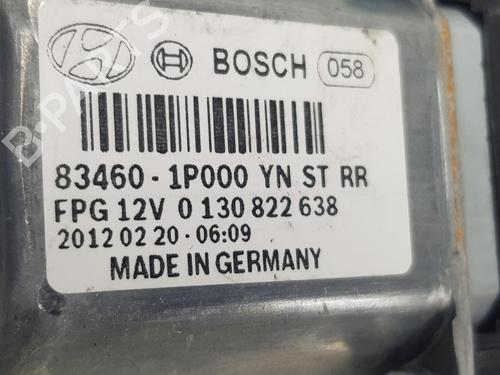 BOSCH 058
83460-1P000 YN ST RR
FPG 12V 0 130 822 638
2012 02 20-06:09
MADE IN GERMANY
B-PARTS